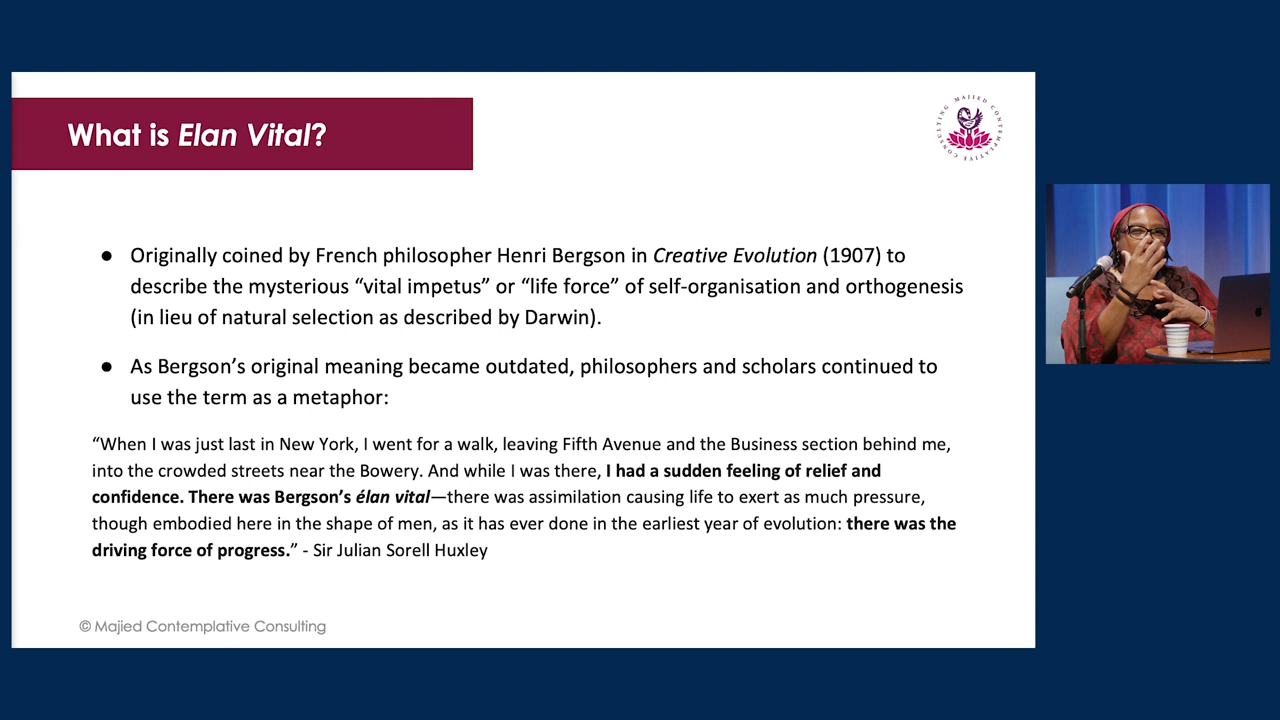 What is Elan Vital?
MAJIED CONTEMPLATIVE CONSULTING
● Originally coined by French philosopher Henri Bergson in Creative Evolution (1907) to
describe the mysterious “vital impetus” or “life force” of self-organisation and orthogenesis
(in lieu of natural selection as described by Darwin).
● As Bergson’s original meaning became outdated, philosophers and scholars continued to
use the term as a metaphor:
“When I was just last in New York, I went for a walk, leaving Fifth Avenue and the Business section behind me,
into the crowded streets near the Bowery. And while I was there, I had a sudden feeling of relief and
confidence. There was Bergson’s élan vital—there was assimilation causing life to exert as much pressure,
though embodied here in the shape of men, as it has ever done in the earliest year of evolution: there was the
driving force of progress.” - Sir Julian Sorell Huxley
© Majied Contemplative Consulting